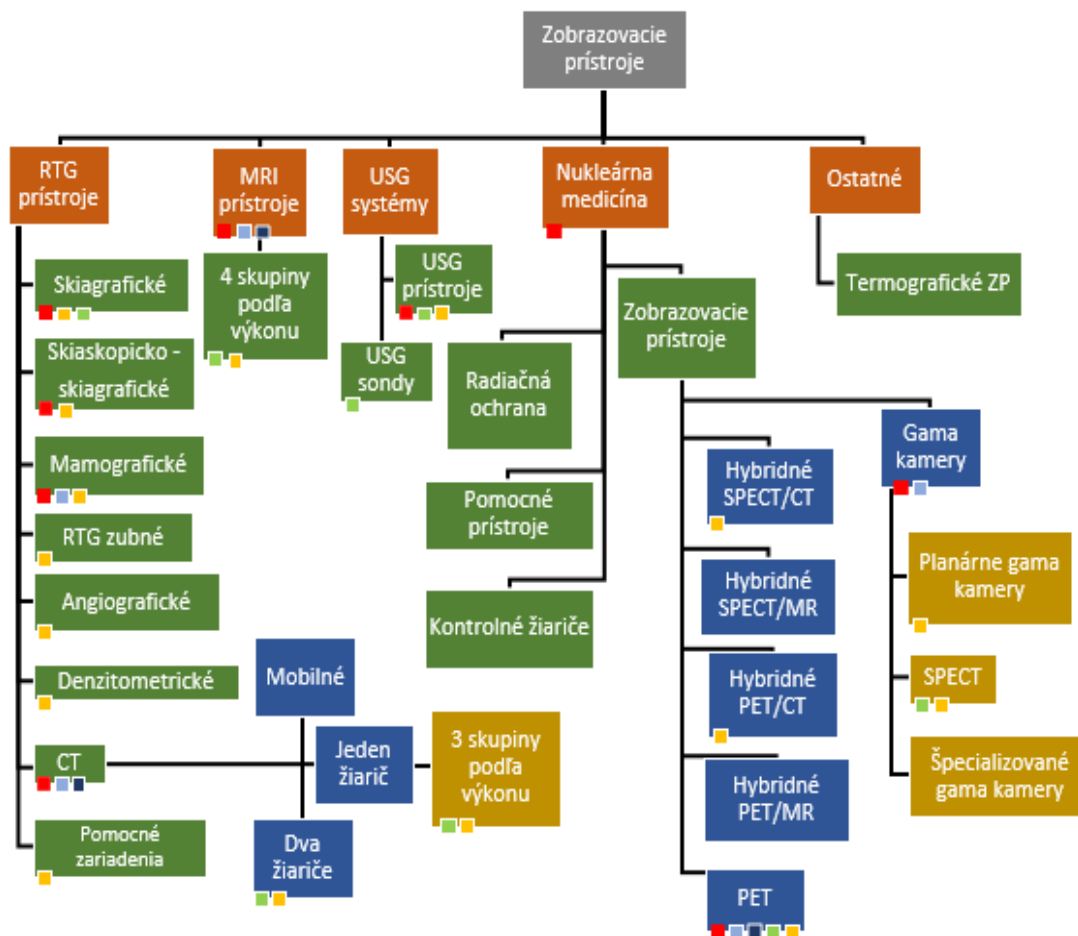 Zobrazovacie
prístroje
RTG
prístroje
MRI
prístroje
USG
systémy
Nukleárna
medicína
Ostatné
Skiagrafické
Skiaskopicko -
skiagrafické
Mamografické
RTG zubné
Angiografické
Denzitometrické
CT
Pomocné
zariadenia
4 skupiny
podľa
výkonu
USG
prístroje
USG
sondy
Radiačná
ochrana
Pomocné
prístroje
Kontrolné žiariče
Zobrazovacie
prístroje
Termografické ZP
Mobilné
Jeden
žiarič
Dva
žiariče
3 skupiny
podľa
výkonu
Hybridné
SPECT/CT
Hybridné
SPECT/MR
Hybridné
PET/CT
Hybridné
PET/MR
PET
Gama
kamery
Planárne gama
kamery
SPECT
Špecializované
gama kamery